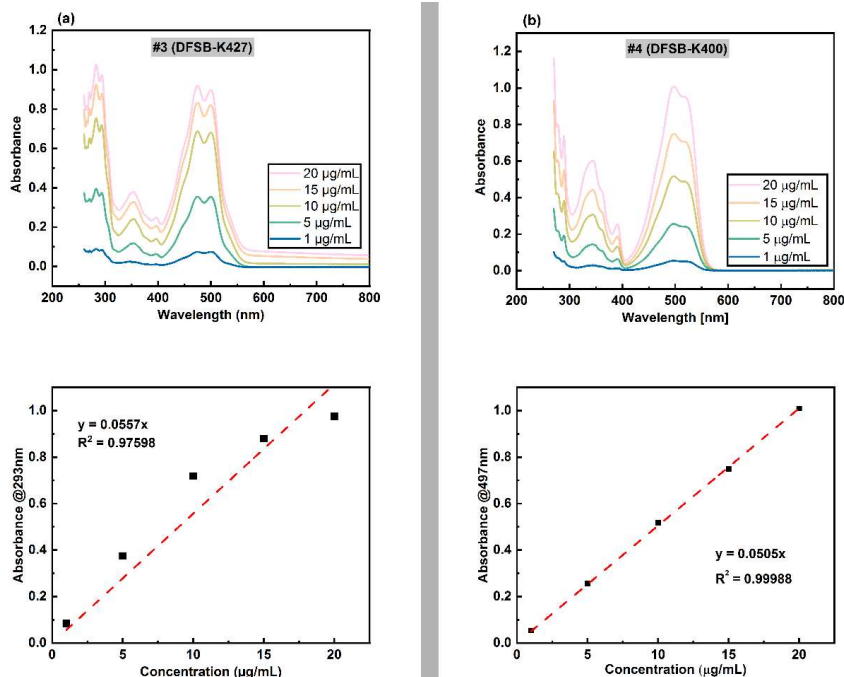 (a)
#3 (DFSB-K427)
1.2
1.0
0.8
0.6
0.4
0.2
0.0
Absorbance
20 µg/mL
15 µg/mL
10 µg/mL
5 µg/mL
1 µg/mL
200 300 400 500 600 700 800
Wavelength (nm)
(b)
#4 (DFSB-K400)
1.2
1.0
0.8
0.6
0.4
0.2
0.0
Absorbance
20 µg/mL
15 µg/mL
10 µg/mL
5 µg/mL
1 µg/mL
200 300 400 500 600 700 800
Wavelength [nm]
y = 0.0557x
R² = 0.97598
1.0
0.8
0.6
0.4
0.2
0.0
Absorbance @293nm
0 5 10 15 20
Concentration (µg/mL)
1.0
0.8
0.6
0.4
0.2
0.0
Absorbance @497nm
y = 0.0505x
R² = 0.99988
0 5 10 15 20
Concentration (µg/mL)